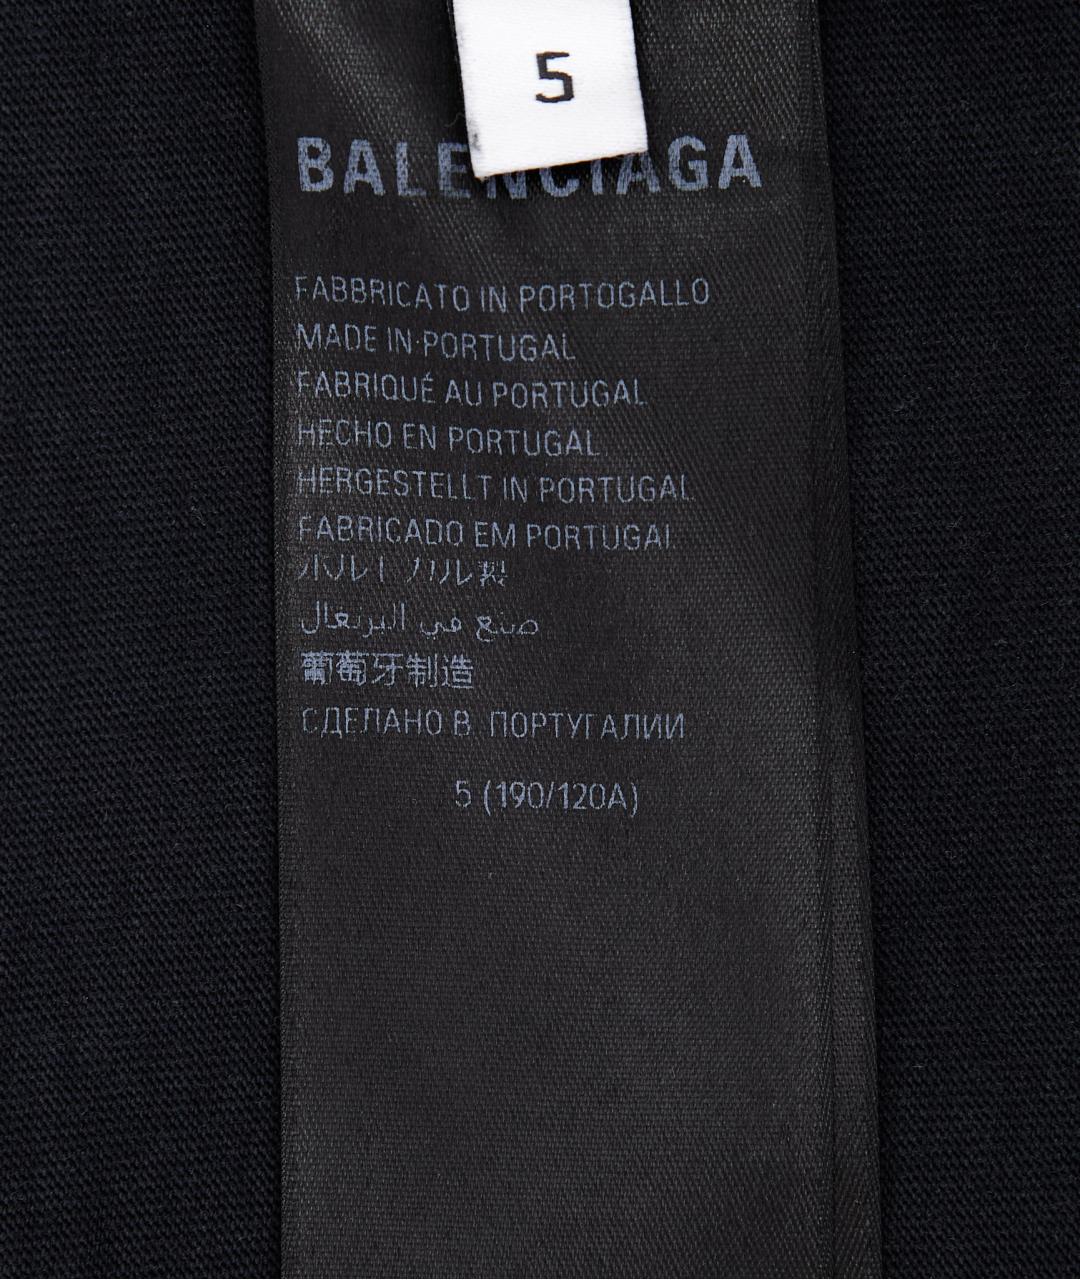 5
BALENCIAGA
FABBRICATO IN PORTOGALLO
MADE IN PORTUGAL
FABRIQUÉ AU PORTUGAL
HECHO EN PORTUGAL
HERGESTELLT IN PORTUGAL
FABRICADO EM PORTUGAL
ポルトガル製
صنع في البرتغال
葡萄牙制造
СДЕЛАНО В ПОРТУГАЛИИ
5 (190/120A)